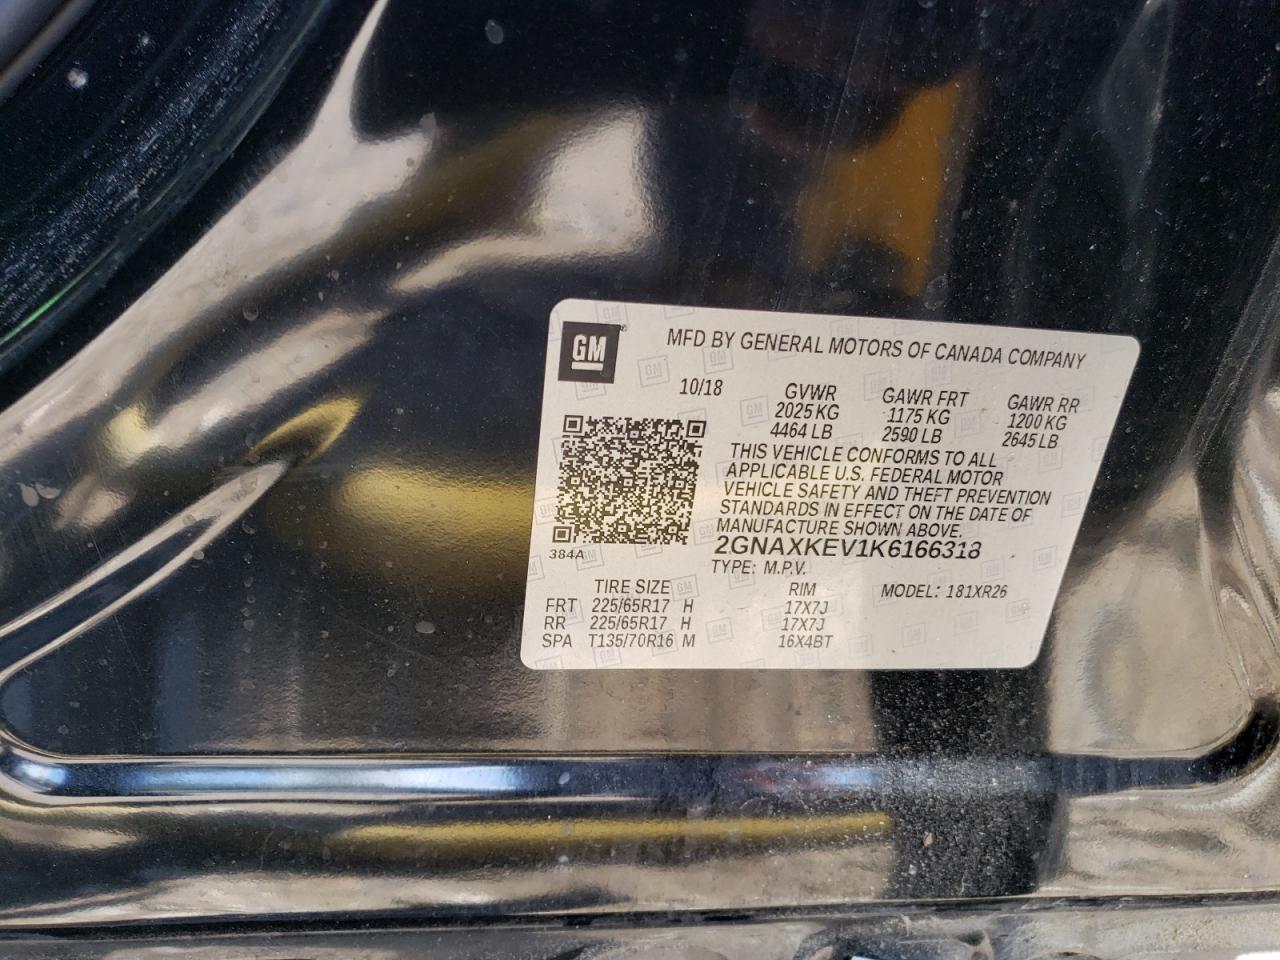 GM
MFD BY GENERAL MOTORS OF CANADA COMPANY
10/18 GVWR GAWR FRT GAWR RR
2025 KG 1175 KG 1200 KG
4464 LB 2590 LB 2645 LB
THIS VEHICLE CONFORMS TO ALL
APPLICABLE U.S. FEDERAL MOTOR
VEHICLE SAFETY AND THEFT PREVENTION
STANDARDS IN EFFECT ON THE DATE OF
MANUFACTURE SHOWN ABOVE.
384A
2GNAXKEV1K6166318
TYPE: M.P.V.
TIRE SIZE RIM MODEL: 181XR26
FRT 225/65R17 H 17X7J
RR 225/65R17 H 17X7J
SPA T135/70R16 M 16X4BT